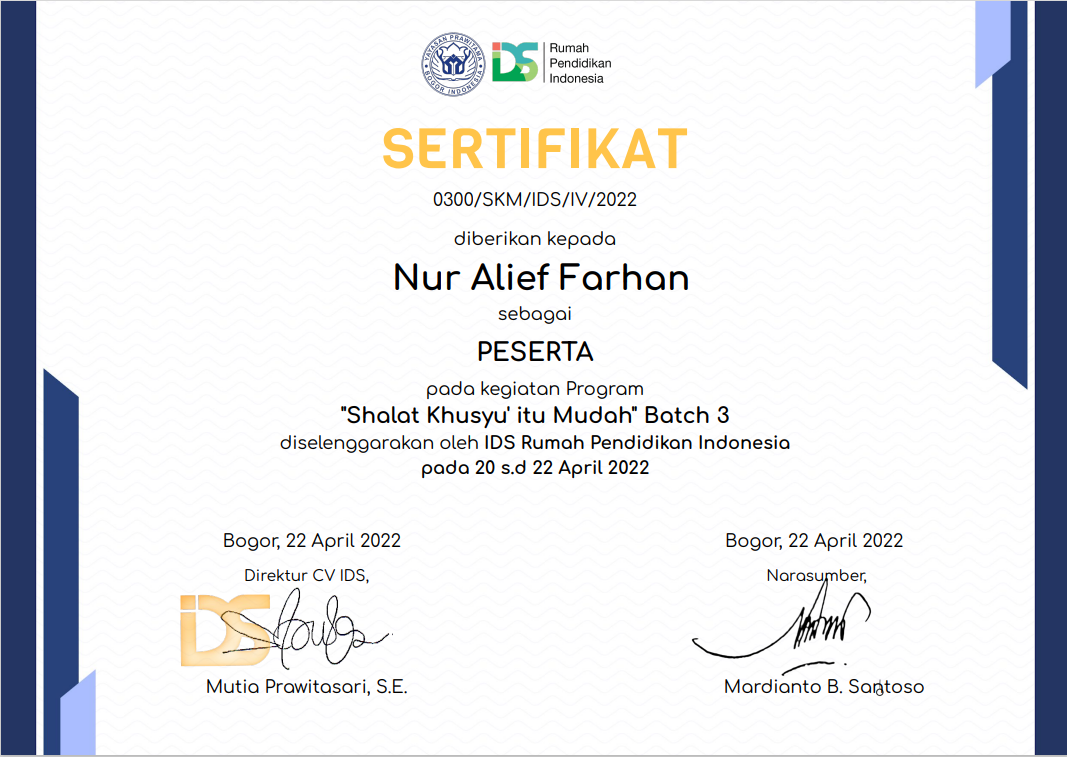 YAYASAN PRAWITAMA
BOGOR INDONESIA
iDS
Rumah
Pendidikan
Indonesia
SERTIFIKAT
0300/SKM/IDS/IV/2022
diberikan kepada
Nur Alief Farhan
sebagai
PESERTA
pada kegiatan Program
"Shalat Khusyu' itu Mudah" Batch 3
diselenggarakan oleh IDS Rumah Pendidikan Indonesia
pada 20 s.d 22 April 2022
Bogor, 22 April 2022
Direktur CV IDS,
iDS
Mutia Prawitasari, S.E.
Bogor, 22 April 2022
Narasumber,
Mardianto B. Santoso